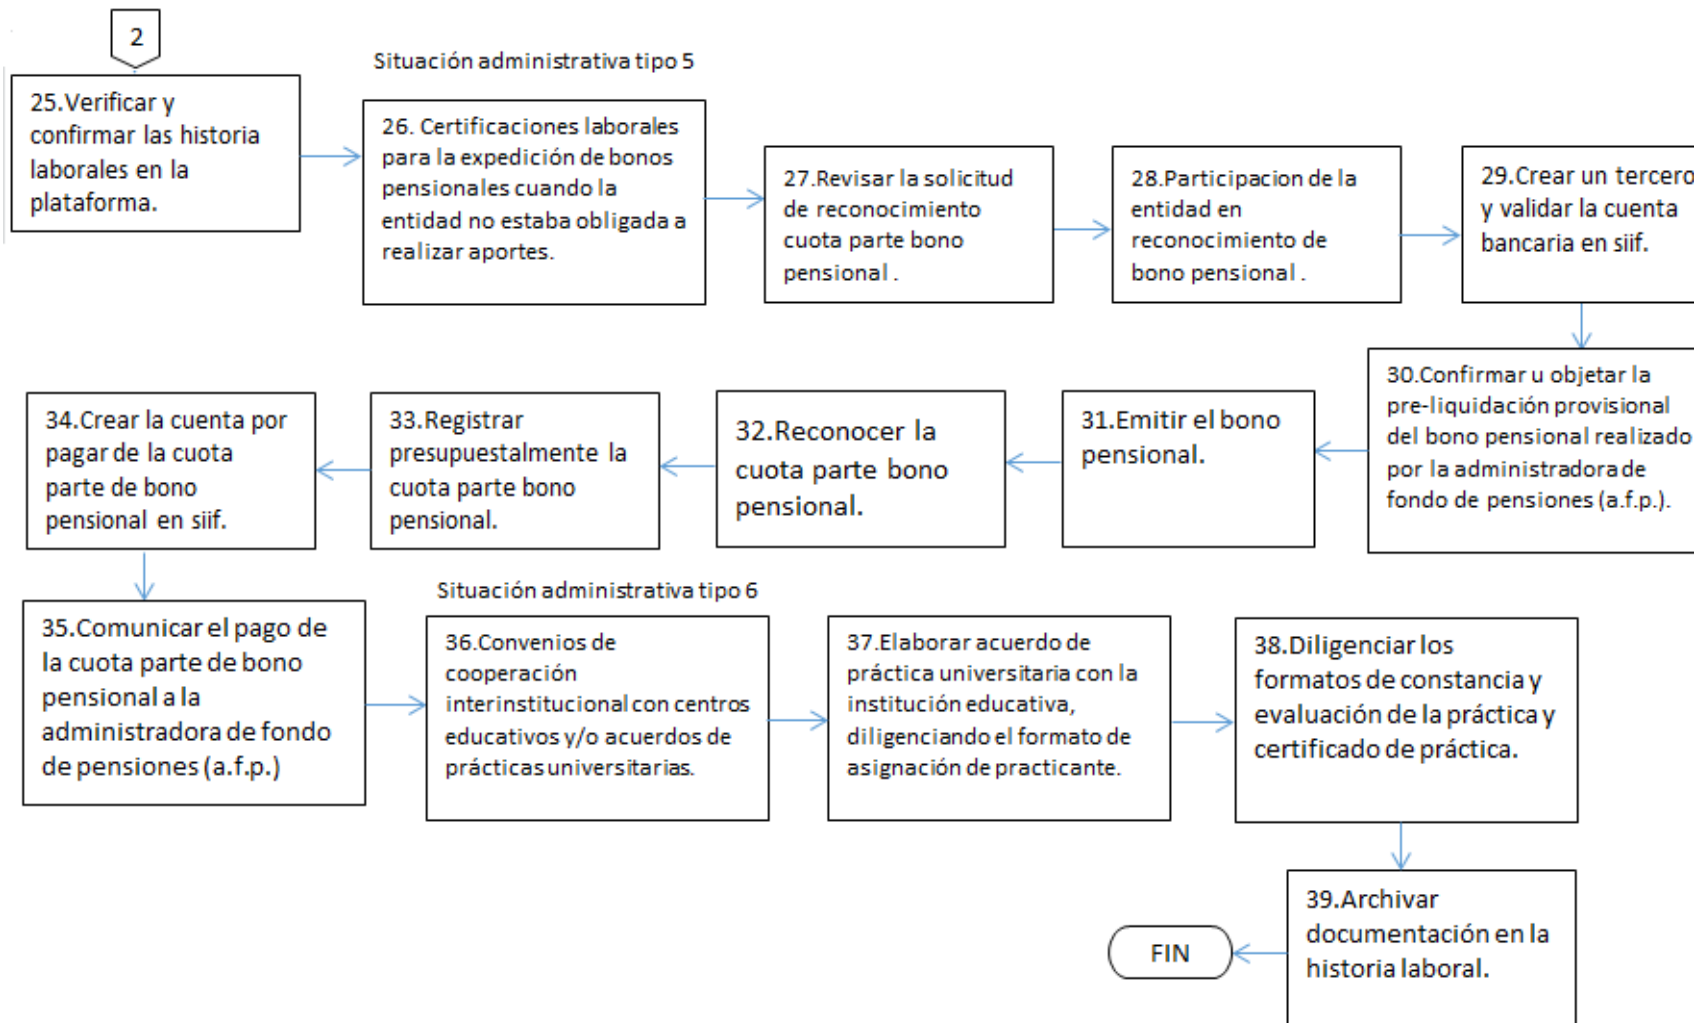 2
25.Verificar y
confirmar las historia
laborales en la
plataforma.
Situación administrativa tipo 5
26. Certificaciones laborales
para la expedición de bonos
pensionales cuando la
entidad no estaba obligada a
realizar aportes.
27.Revisar la solicitud
de reconocimiento
cuota parte bono
pensional .
28.Participacion de la
entidad en
reconocimiento de
bono pensional .
29.Crear un tercero
y validar la cuenta
bancaria en siif.
30.Confirmar u objetar la
pre-liquidación provisional
del bono pensional realizado
por la administradora de
fondo de pensiones (a.f.p.).
31.Emitir el bono
pensional.
32.Reconocer la
cuota parte bono
pensional.
33.Registrar
presupuestalmente la
cuota parte bono
pensional.
34.Crear la cuenta por
pagar de la cuota
parte de bono
pensional en siif.
35.Comunicar el pago de
la cuota parte de bono
pensional a la
administradora de fondo
de pensiones (a.f.p.)
Situación administrativa tipo 6
36.Convenios de
cooperación
interinstitucional con centros
educativos y/o acuerdos de
prácticas universitarias.
37.Elaborar acuerdo de
práctica universitaria con la
institución educativa,
diligenciando el formato de
asignación de practicante.
38.Diligenciar los
formatos de constancia y
evaluación de la práctica y
certificado de práctica.
39.Archivar
documentación en la
historia laboral.
FIN